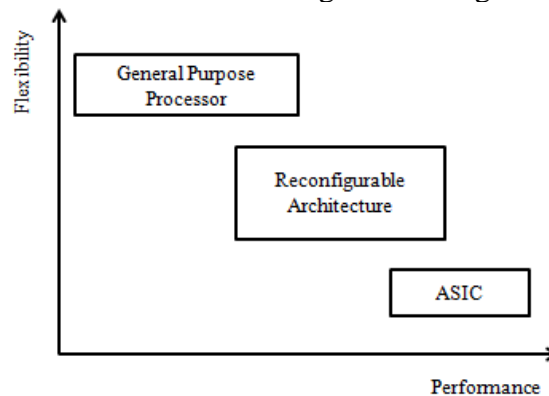 Flexibility
General Purpose
Processor
Reconfigurable
Architecture
ASIC
Performance